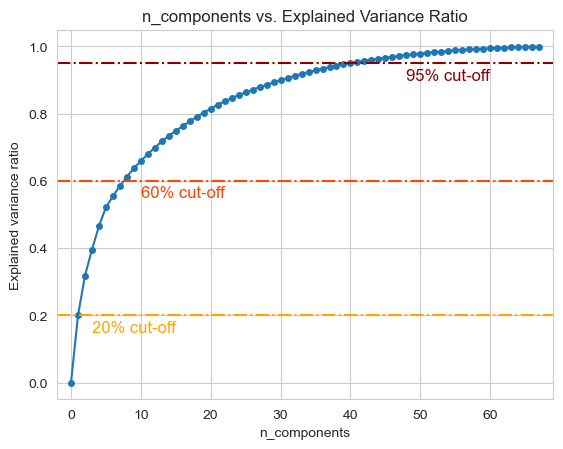 n_components vs. Explained Variance Ratio
1.0
95% cut-off
0.8
0.6
60% cut-off
0.4
0.2
20% cut-off
0.0
Explained variance ratio
0 10 20 30 40 50 60
n_components